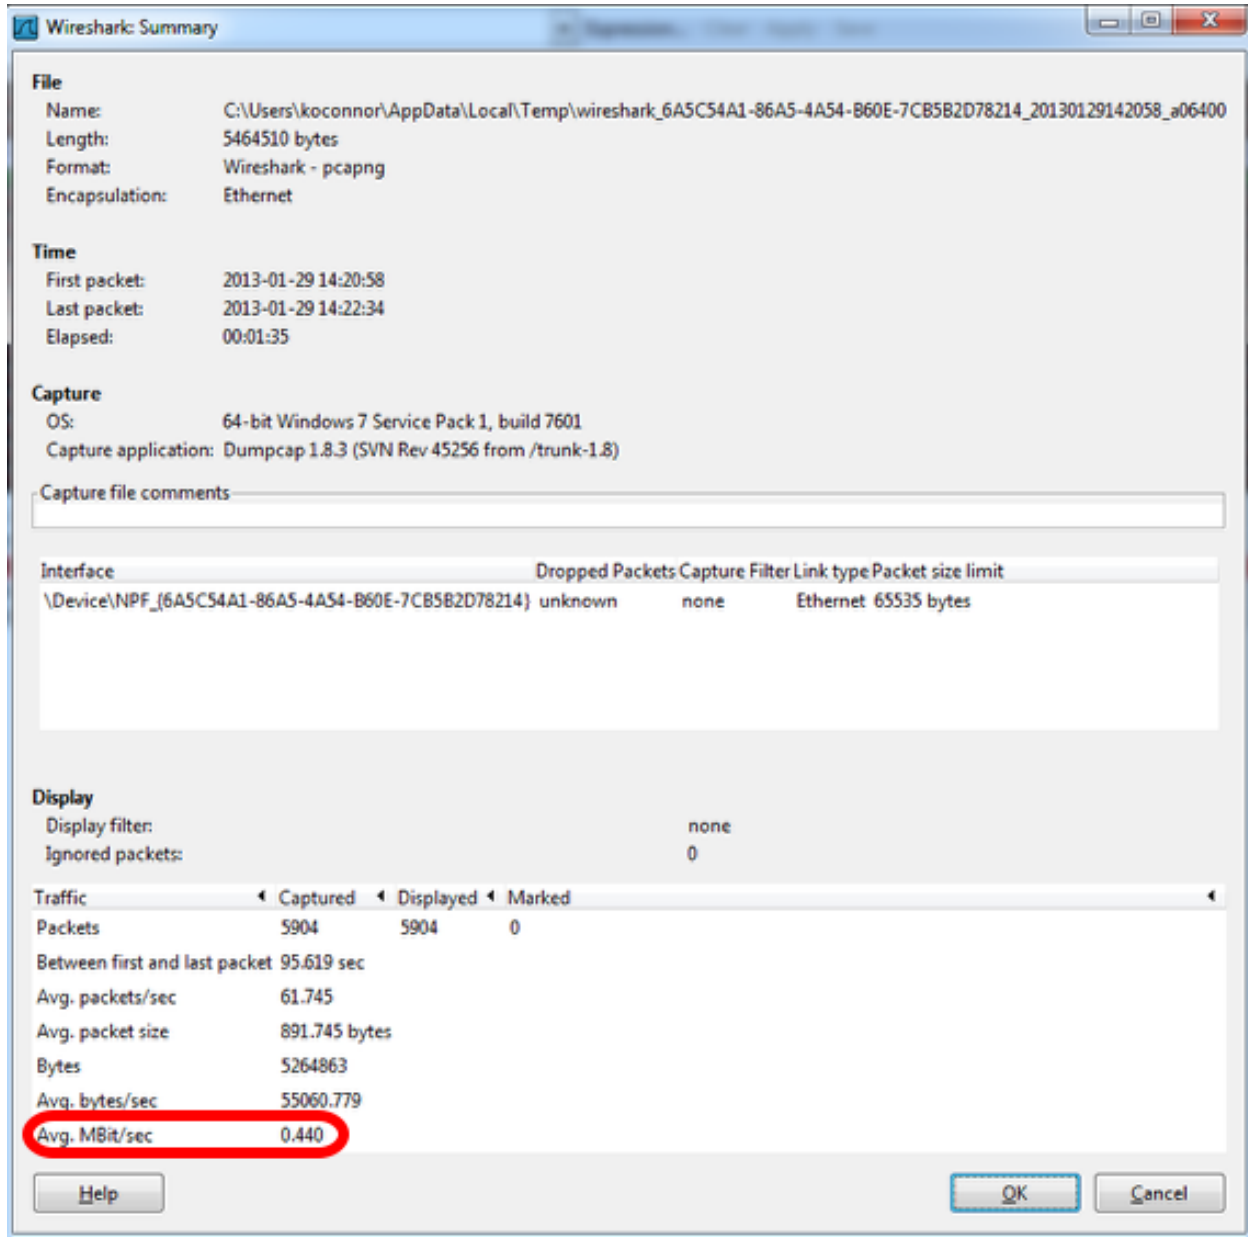 Wireshark: Summary
File
Name: C:\Users\koconnor\AppData\Local\Temp\wireshark_6A5C54A1-86A5-4A54-B60E-7CB5B2D78214_20130129142058_a06400
Length: 5464510 bytes
Format: Wireshark - pcapng
Encapsulation: Ethernet
Time
First packet: 2013-01-29 14:20:58
Last packet: 2013-01-29 14:22:34
Elapsed: 00:01:35
Capture
OS: 64-bit Windows 7 Service Pack 1, build 7601
Capture application: Dumpcap 1.8.3 (SVN Rev 45256 from /trunk-1.8)
Capture file comments
Interface Dropped Packets Capture Filter Link type Packet size limit
\Device\NPF_{6A5C54A1-86A5-4A54-B60E-7CB5B2D78214} unknown none Ethernet 65535 bytes
Display
Display filter: none
Ignored packets: 0
Traffic Captured Displayed Marked
Packets 5904 5904 0
Between first and last packet 95.619 sec
Avg. packets/sec 61.745
Avg. packet size 891.745 bytes
Bytes 5264863
Avg. bytes/sec 55060.779
Avg. MBit/sec 0.440
Help OK Cancel